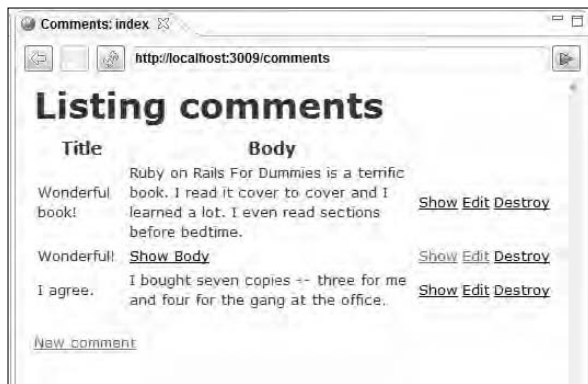 Comments: index
http://localhost:3009/comments
Listing comments
Title Body
Wonderful book! Ruby on Rails For Dummies is a terrific book. I read it cover to cover and I learned a lot. I even read sections before bedtime. Show Edit Destroy
Wonderful! Show Body Show Edit Destroy
I agree. I bought seven copies -- three for me and four for the gang at the office. Show Edit Destroy
New comment